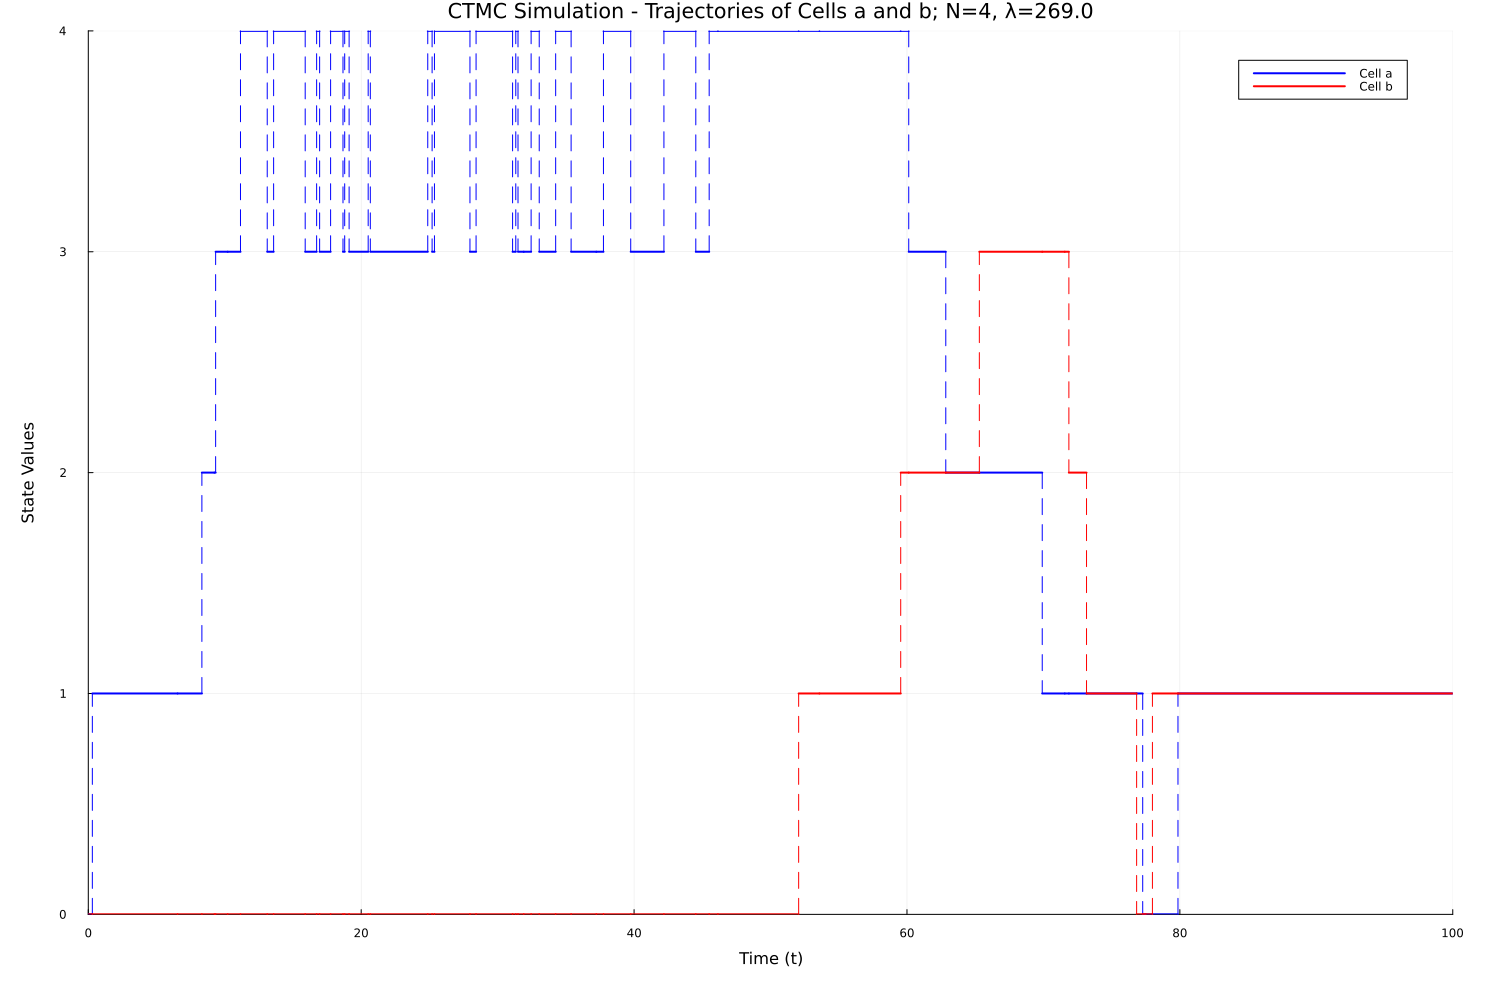 CTMC Simulation - Trajectories of Cells a and b; N=4, λ=269.0
Cell a
Cell b
State Values
4
3
2
1
0
0 20 40 60 80 100
Time (t)